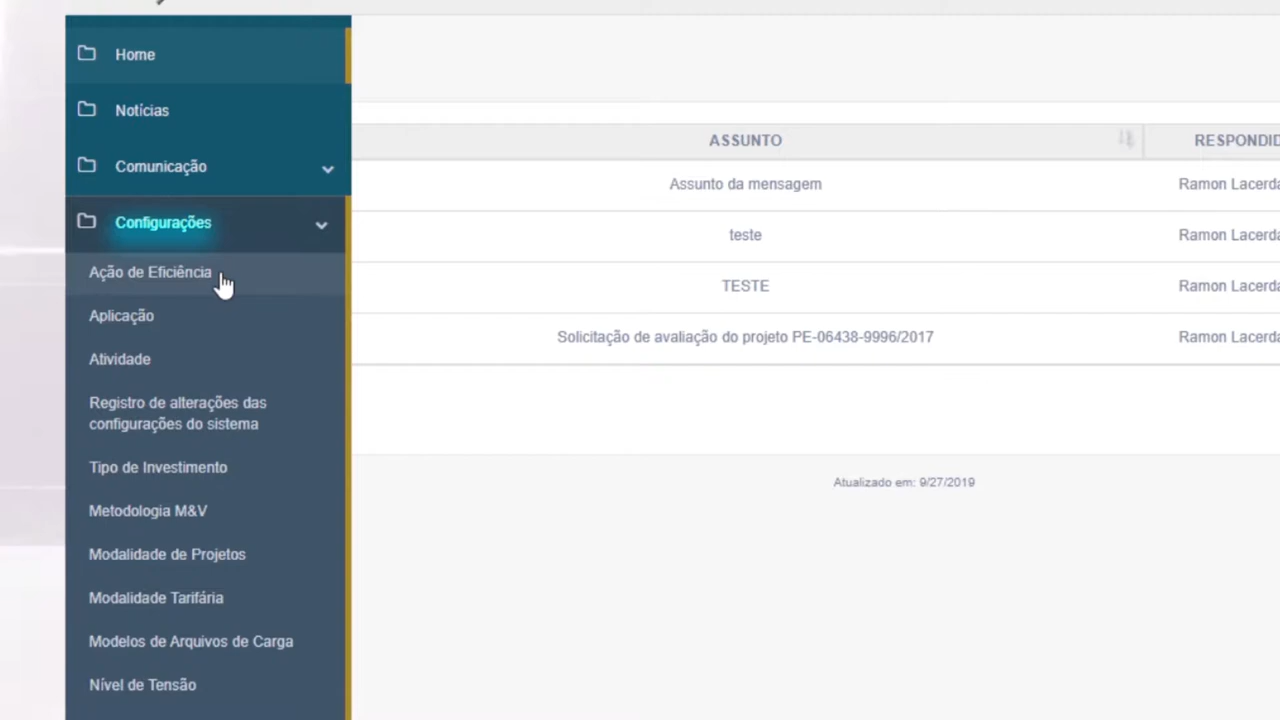 Home
Notícias
Comunicação
Configurações
Ação de Eficiência
Aplicação
Atividade
Registro de alterações das
configurações do sistema
Tipo de Investimento
Metodologia M&V
Modalidade de Projetos
Modalidade Tarifária
Modelos de Arquivos de Carga
Nível de Tensão
ASSUNTO RESPONDID
Assunto da mensagem Ramon Lacerda
teste Ramon Lacerda
TESTE Ramon Lacerda
Solicitação de avaliação do projeto PE-06438-9996/2017 Ramon Lacerda
Atualizado em: 9/27/2019